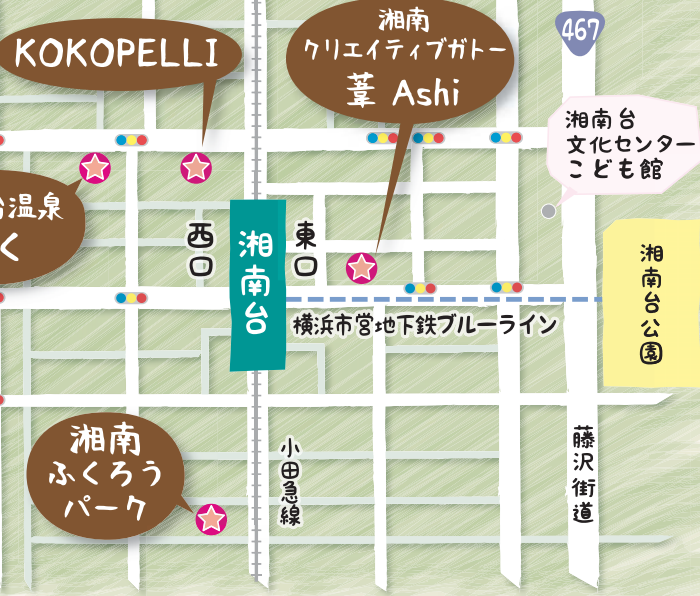 湘南
クリエイティブガトー
葦 Ashi
KOKOPELLI
467
湘南台
文化センター
こども館
温泉
く
西口
湘南台
東口
湘南台公園
横浜市営地下鉄ブルーライン
湘南
ふくろう
パーク
小田急線
藤沢街道